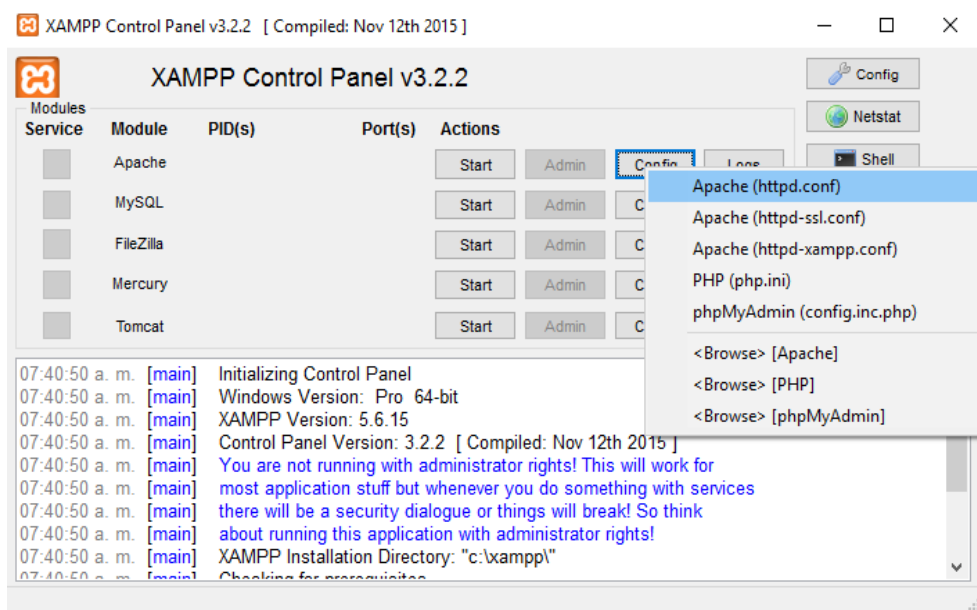 XAMPP Control Panel v3.2.2 [ Compiled: Nov 12th 2015 ]
XAMPP Control Panel v3.2.2
Config
Modules
Service Module PID(s) Port(s) Actions
Netstat
Apache Start Admin Config Logs
Shell
MySQL Start Admin
FileZilla Start Admin
Mercury Start Admin
Tomcat Start Admin
Apache (httpd.conf)
Apache (httpd-ssl.conf)
Apache (httpd-xampp.conf)
PHP (php.ini)
phpMyAdmin (config.inc.php)
<Browse> [Apache]
<Browse> [PHP]
<Browse> [phpMyAdmin]
07:40:50 a. m. [main] Initializing Control Panel
07:40:50 a. m. [main] Windows Version: Pro 64-bit
07:40:50 a. m. [main] XAMPP Version: 5.6.15
07:40:50 a. m. [main] Control Panel Version: 3.2.2 [ Compiled: Nov 12th 2015 ]
07:40:50 a. m. [main] You are not running with administrator rights! This will work for
07:40:50 a. m. [main] most application stuff but whenever you do something with services
07:40:50 a. m. [main] there will be a security dialogue or things will break! So think
07:40:50 a. m. [main] about running this application with administrator rights!
07:40:50 a. m. [main] XAMPP Installation Directory: "c:\xampp\"
07:40:50 a. m. [main] Checking for prerequisites